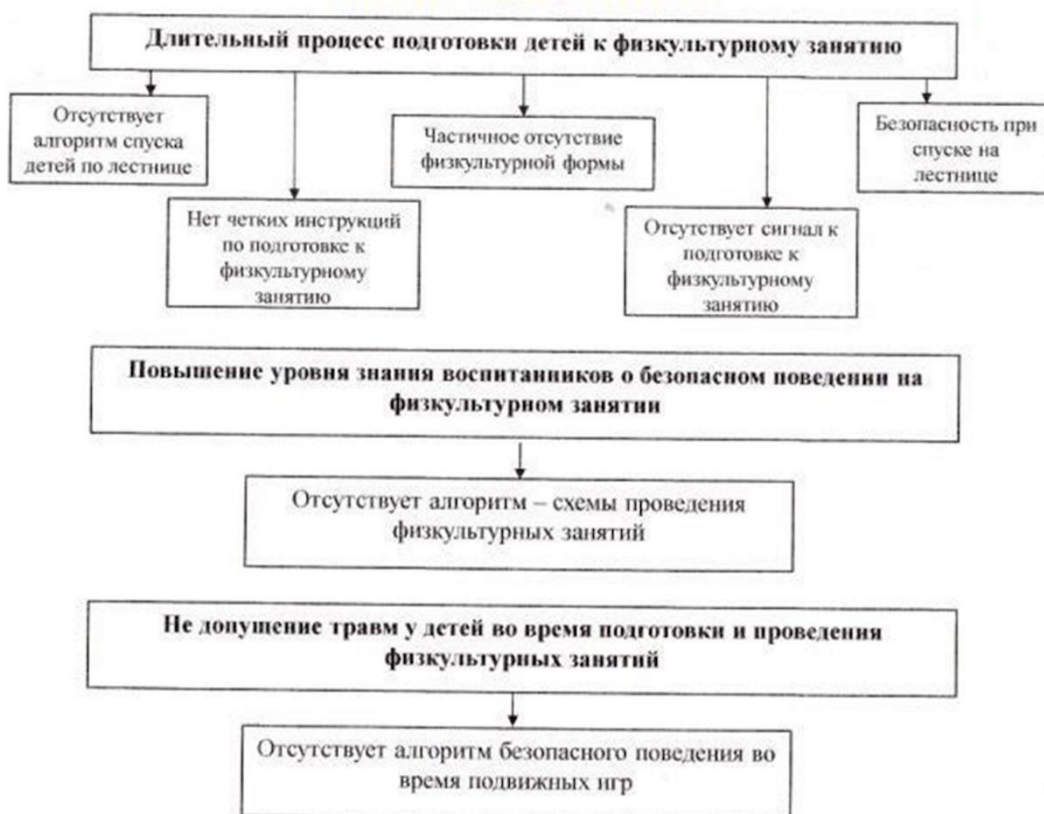 Длительный процесс подготовки детей к физкультурному занятию
Отсутствует
алгоритм спуска
детей по лестнице
Нет четких инструкций
по подготовке к
физкультурному
занятию
Частичное отсутствие
физкультурной формы
Отсутствует сигнал к
подготовке к
физкультурному
занятию
Безопасность при
спуске на
лестнице
Повышение уровня знания воспитанников о безопасном поведении на
физкультурном занятии
Отсутствует алгоритм – схемы проведения
физкультурных занятий
Не допушение травм у детей во время подготовки и проведения
физкультурных занятий
Отсутствует алгоритм безопасного поведения во
время подвижных игр